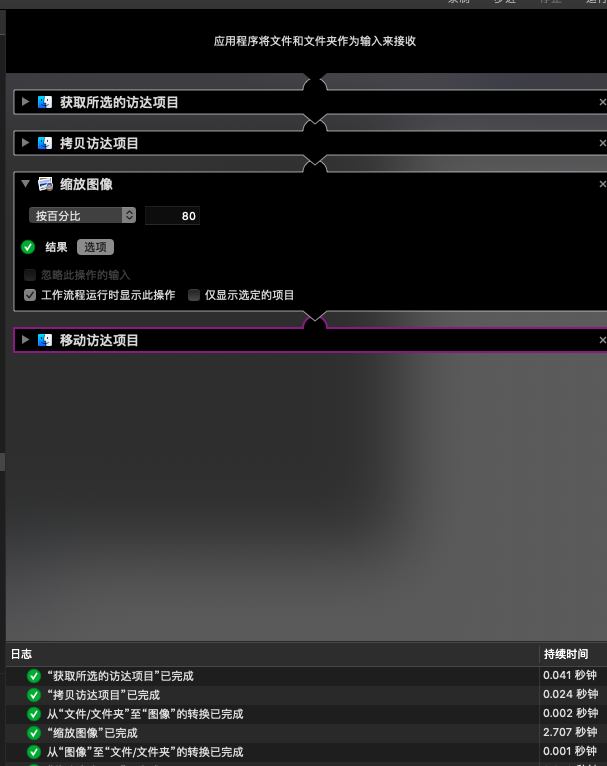 应用程序将文件和文件夹作为输入来接收
获取所选的访达项目
拷贝访达项目
缩放图像
按百分比 80
结果 选项
忽略此操作的输入
工作流程运行时显示此操作 仅显示选定的项目
移动访达项目
日志 持续时间
“获取所选的访达项目”已完成 0.041 秒钟
“拷贝访达项目”已完成 0.024 秒钟
从“文件/文件夹”至“图像”的转换已完成 0.002 秒钟
“缩放图像”已完成 2.707 秒钟
从“图像”至“文件/文件夹”的转换已完成 0.001 秒钟